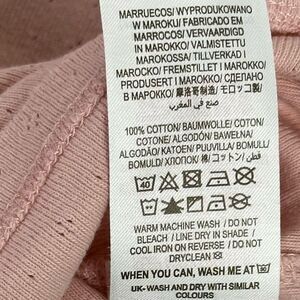 MARRUECOS/ WYPRODUKOWANO
W MAROKU/ FABRICADO EM
MARROCOS/ VERVAARDIGD
IN MAROKKO/ VALMISTETTU
MAROKOSSA/ TILLVERKAD I
MAROCKO/ FREMSTILLET I MAROKKO/
PRODUSERT I MAROKKO/ СДЕЛАНО
В МАРОККО/ 摩洛哥制造/ モロッコ製/
صنع في المغرب
100% COTTON/ BAUMWOLLE/ COTON/
COTONE/ ALGODÓN/ BAWEŁNA/
ALGODÃO/ KATOEN/ PUUVILLA/ BOMULL/
BOMULD/ ХЛОПОК/ 棉/ コットン/ قطن
40
WARM MACHINE WASH / DO NOT
BLEACH / LINE DRY IN SHADE /
COOL IRON ON REVERSE / DO NOT
DRYCLEAN
WHEN YOU CAN, WASH ME AT 30
UK- WASH AND DRY WITH SIMILAR
COLOURS